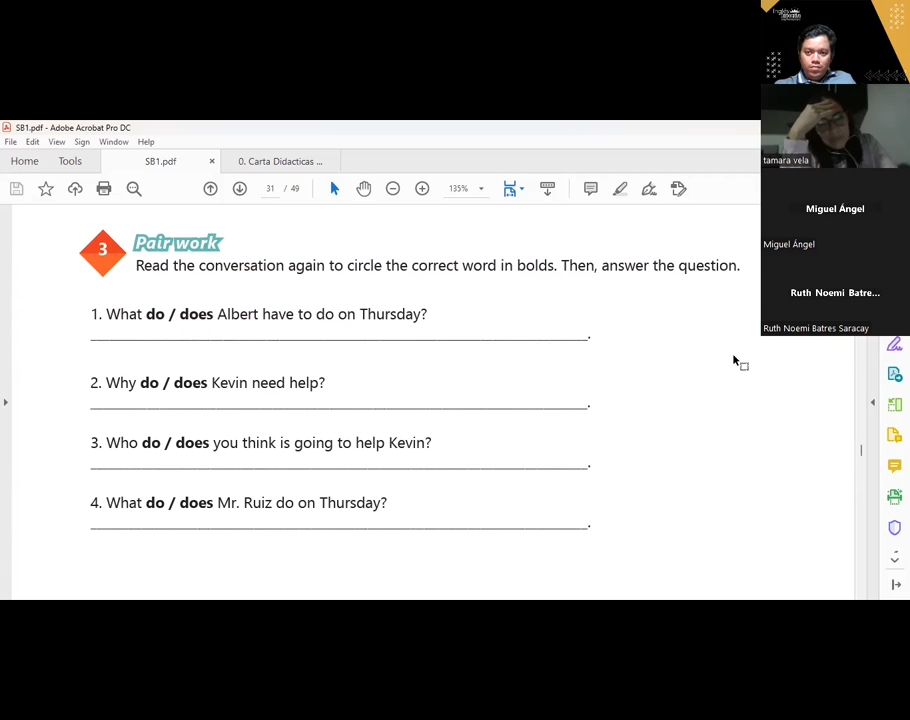 SB1.pdf - Adobe Acrobat Pro DC
File Edit View Sign Window Help
Home Tools SB1.pdf × 0. Carta Didacticas ...
31 / 49 135%
3 Pair work
Read the conversation again to circle the correct word in bolds. Then, answer the question.
1. What do / does Albert have to do on Thursday?
.
2. Why do / does Kevin need help?
.
3. Who do / does you think is going to help Kevin?
.
4. What do / does Mr. Ruiz do on Thursday?
.
Inglés
tamara vela
Miguel Ángel
Miguel Ángel
Ruth Noemi Batre...
Ruth Noemi Batres Saracay